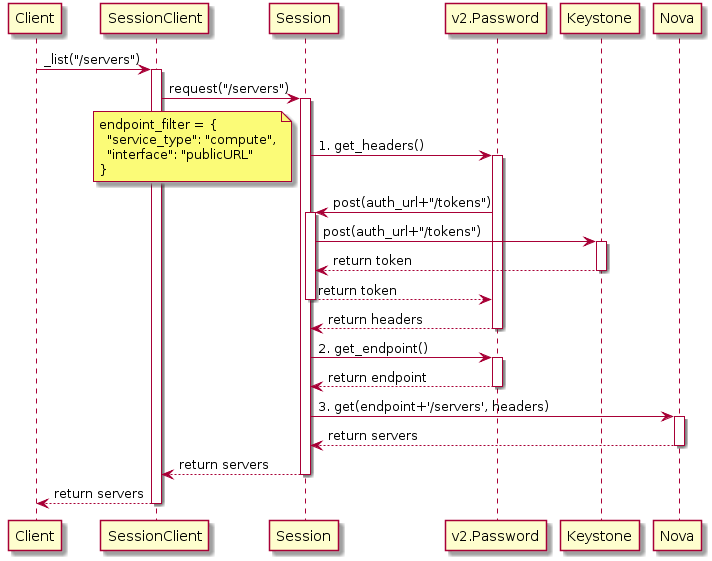 Client
SessionClient
Session
v2.Password
Keystone
Nova
_list("/servers")
request("/servers")
endpoint_filter = {
"service_type": "compute",
"interface": "publicURL"
}
1. get_headers()
post(auth_url+"/tokens")
post(auth_url+"/tokens")
return token
return token
return headers
2. get_endpoint()
return endpoint
3. get(endpoint+'/servers', headers)
return servers
return servers
return servers
Client
SessionClient
Session
v2.Password
Keystone
Nova